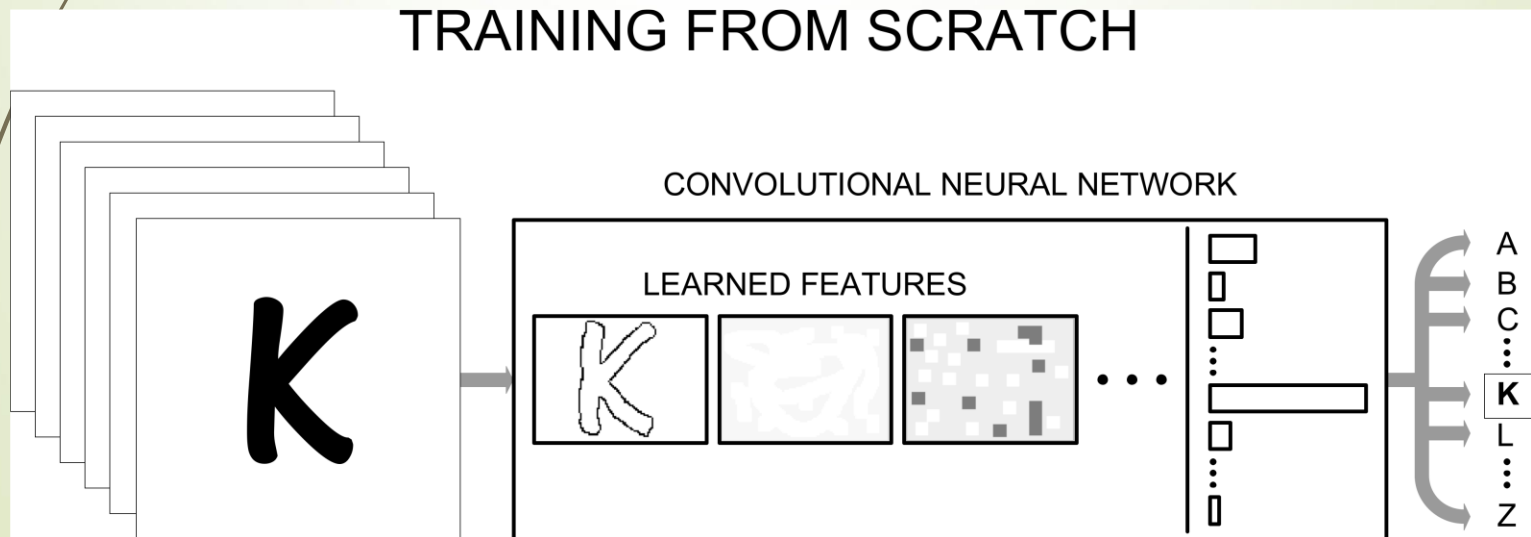 TRAINING FROM SCRATCH
CONVOLUTIONAL NEURAL NETWORK
LEARNED FEATURES
K
K
A
B
C
K
L
Z